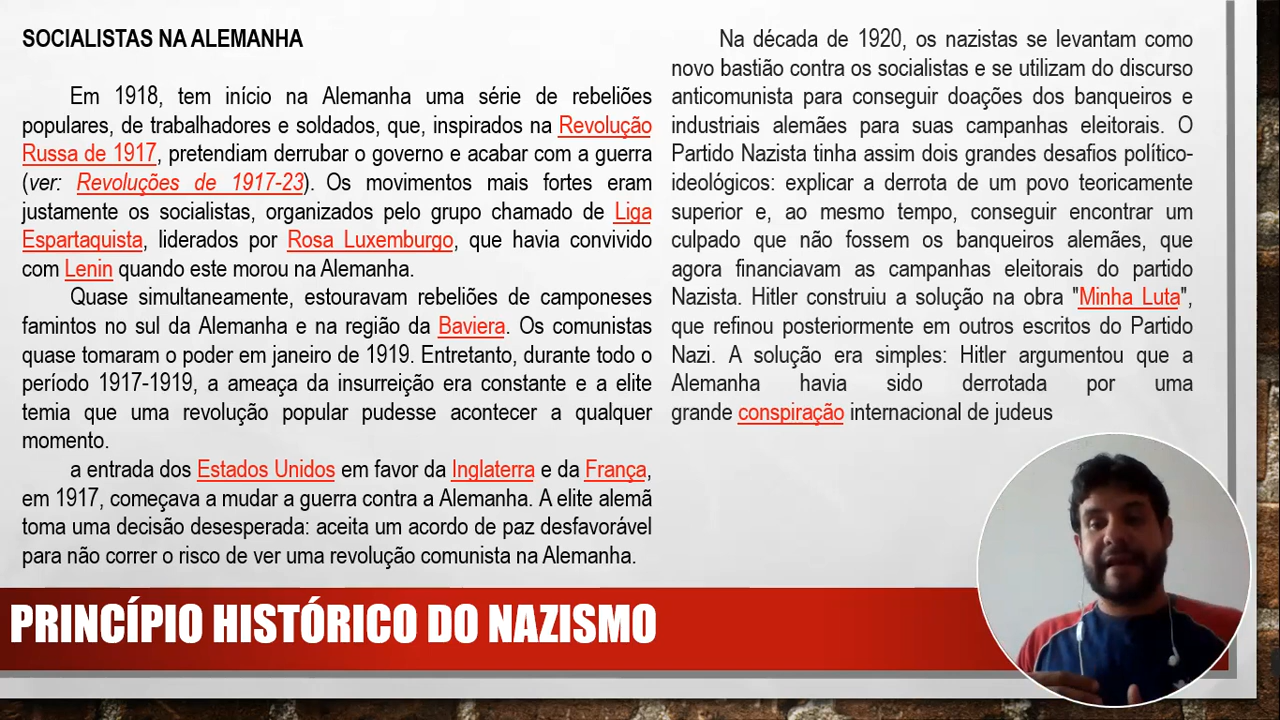 SOCIALISTAS NA ALEMANHA
Em 1918, tem início na Alemanha uma série de rebeliões
populares, de trabalhadores e soldados, que, inspirados na Revolução
Russa de 1917, pretendiam derrubar o governo e acabar com a guerra
(ver: Revoluções de 1917-23). Os movimentos mais fortes eram
justamente os socialistas, organizados pelo grupo chamado de Liga
Espartaquista, liderados por Rosa Luxemburgo, que havia convivido
com Lenin quando este morou na Alemanha.
Quase simultaneamente, estouravam rebeliões de camponeses
famintos no sul da Alemanha e na região da Baviera. Os comunistas
quase tomaram o poder em janeiro de 1919. Entretanto, durante todo o
período 1917-1919, a ameaça da insurreição era constante e a elite
temia que uma revolução popular pudesse acontecer a qualquer
momento.
a entrada dos Estados Unidos em favor da Inglaterra e da França,
em 1917, começava a mudar a guerra contra a Alemanha. A elite alemã
toma uma decisão desesperada: aceita um acordo de paz desfavorável
para não correr o risco de ver uma revolução comunista na Alemanha.
Na década de 1920, os nazistas se levantam como
novo bastião contra os socialistas e se utilizam do discurso
anticomunista para conseguir doações dos banqueiros e
industriais alemães para suas campanhas eleitorais. O
Partido Nazista tinha assim dois grandes desafios político-
ideológicos: explicar a derrota de um povo teoricamente
superior e, ao mesmo tempo, conseguir encontrar um
culpado que não fossem os banqueiros alemães, que
agora financiavam as campanhas eleitorais do partido
Nazista. Hitler construiu a solução na obra "Minha Luta",
que refinou posteriormente em outros escritos do Partido
Nazi. A solução era simples: Hitler argumentou que a
Alemanha havia sido derrotada por uma
grande conspiração internacional de judeus
PRINCÍPIO HISTÓRICO DO NAZISMO